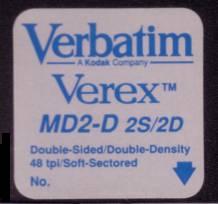 Verbatim
A Kodak Company
Verex™
MD2-D 2S/2D
Double-Sided/Double-Density
48 tpi/Soft-Sectored
No.